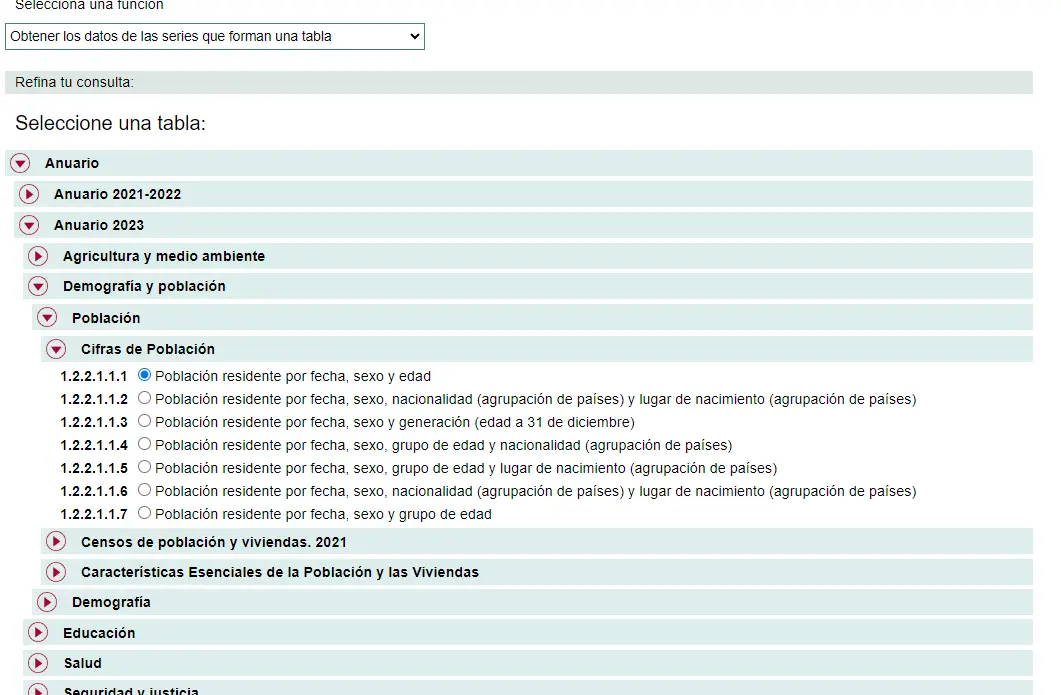 Selecciona una función
Obtener los datos de las series que forman una tabla
Refina tu consulta:
Seleccione una tabla:
Anuario
Anuario 2021-2022
Anuario 2023
Agricultura y medio ambiente
Demografía y población
Población
Cifras de Población
1.2.2.1.1.1 Población residente por fecha, sexo y edad
1.2.2.1.1.2 Población residente por fecha, sexo, nacionalidad (agrupación de países) y lugar de nacimiento (agrupación de países)
1.2.2.1.1.3 Población residente por fecha, sexo y generación (edad a 31 de diciembre)
1.2.2.1.1.4 Población residente por fecha, sexo, grupo de edad y nacionalidad (agrupación de países)
1.2.2.1.1.5 Población residente por fecha, sexo, grupo de edad y lugar de nacimiento (agrupación de países)
1.2.2.1.1.6 Población residente por fecha, sexo, nacionalidad (agrupación de países) y lugar de nacimiento (agrupación de países)
1.2.2.1.1.7 Población residente por fecha, sexo y grupo de edad
Censos de población y viviendas. 2021
Características Esenciales de la Población y las Viviendas
Demografía
Educación
Salud
Seguridad y justicia